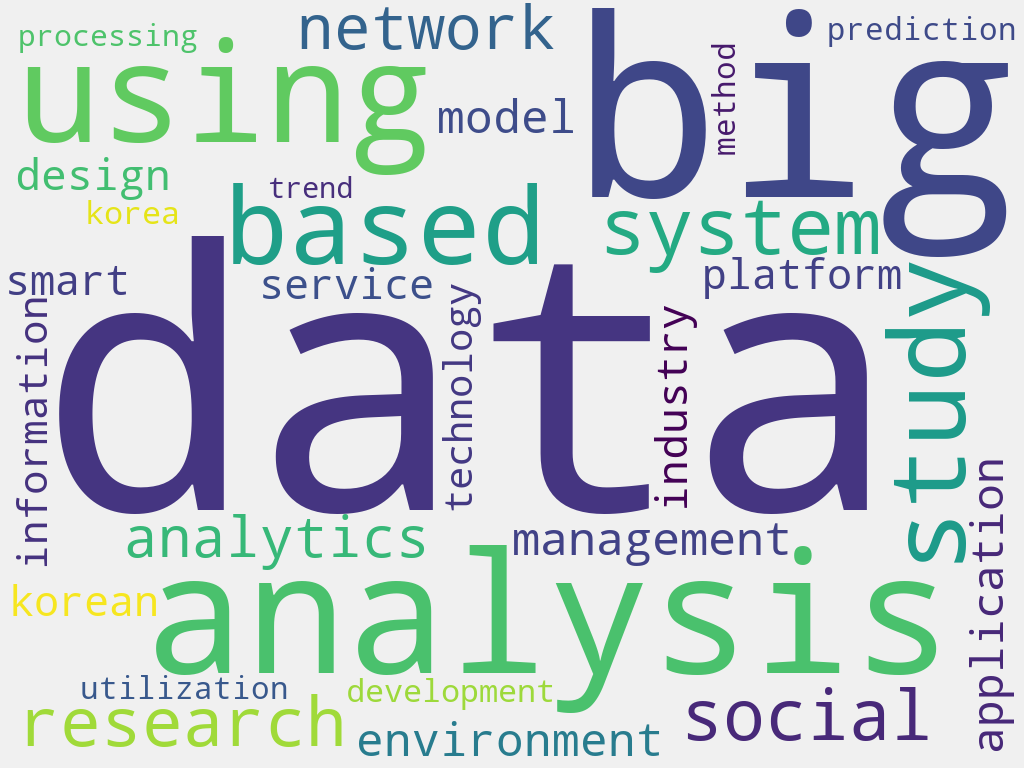 processing
network
prediction
using
big
method
model
design
trend
korea
based
system
smart
service
platform
data
technology
industry
study
information
analytics
management
application
analysis
korean
utilization
development
research
social
environment